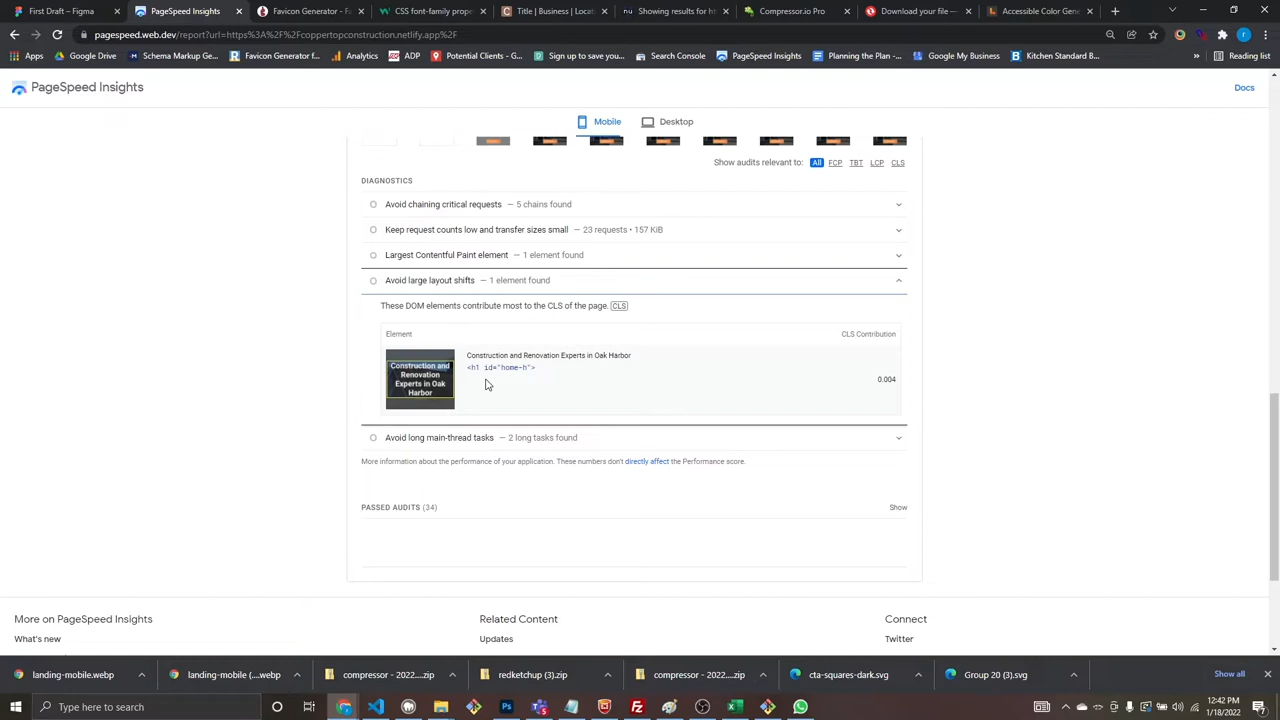 First Draft – Figma
PageSpeed Insights
Favicon Generator - Fa
CSS font-family propert
Title | Business | Locat
Showing results for ht
Compressor.io Pro
Upload your file —
Accessible Color Gene
pagespeed.web.dev/report?url=https%3A%2F%2Fcoppertopconstruction.netlify.app%2F
Apps
Google Drive
Schema Markup Ge...
Favicon Generator f...
Accounting
ADP
Potential Clients - G...
Sign up to save you...
Search Console
PageSpeed Insights
Planning the Plan -...
Google My Business
Kitchen Standard B...
»
Reading list
PageSpeed Insights
Docs
Mobile
Desktop
Show audits relevant to: All FCP TBT LCP CLS
DIAGNOSTICS
Avoid chaining critical requests — 5 chains found
Keep request counts low and transfer sizes small — 23 requests • 157 KiB
Largest Contentful Paint element — 1 element found
Avoid large layout shifts — 1 element found
These DOM elements contribute most to the CLS of the page. CLS
Element
CLS Contribution
Construction and
Renovation
Experts in Oak
Harbor
Construction and Renovation Experts in Oak Harbor
<h1 id="home-h">
0.004
Avoid long main-thread tasks — 2 long tasks found
More information about the performance of your application. These numbers don't directly affect the Performance score.
PASSED AUDITS (34)
Show
More on PageSpeed Insights
Related Content
Connect
What's new
Updates
Twitter
landing-mobile.webp
landing-mobile (....webp
compressor - 2022....zip
redketchup (3).zip
compressor - 2022....zip
cta-squares-dark.svg
Group 20 (3).svg
Show all
Type here to search
12:42 PM
1/18/2022